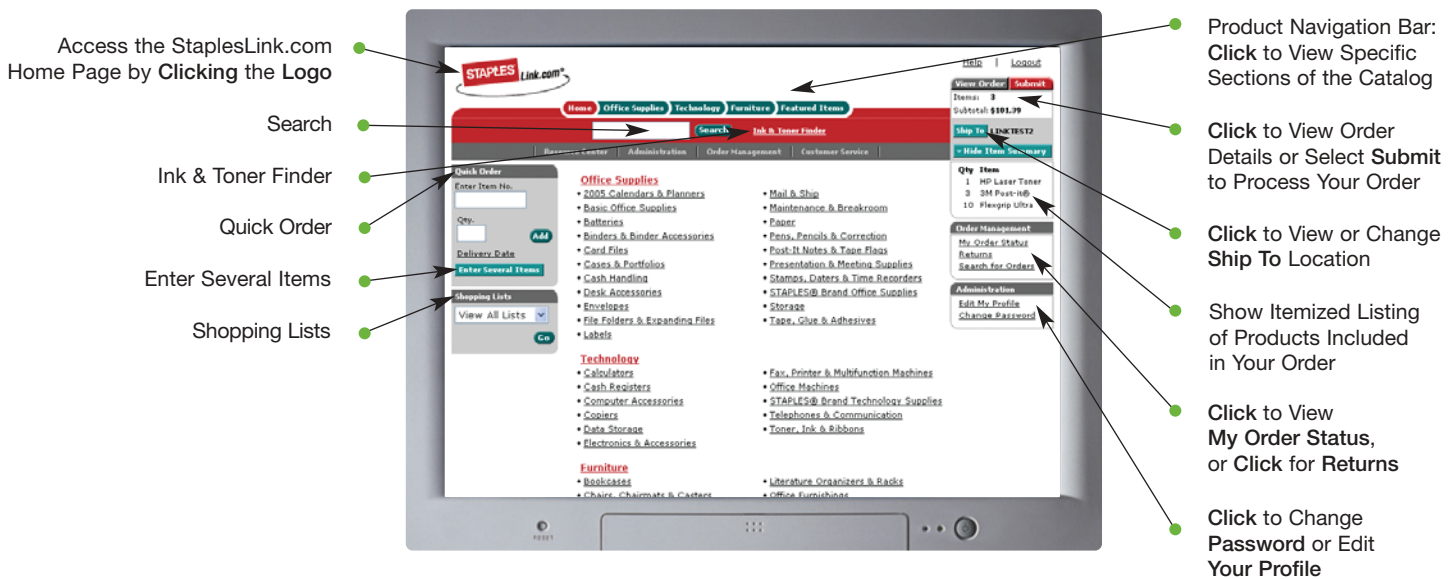 Access the StaplesLink.com
Home Page by Clicking the Logo
Search
Ink & Toner Finder
Quick Order
Enter Several Items
Shopping Lists
STAPLES Link.com®
Help | Logout
Home Office Supplies Technology Furniture Featured Items
Search Ink & Toner Finder
Resource Center | Administration | Order Management | Customer Service
Quick Order
Enter Item No.
Qty.
Add
Delivery Date
Enter Several Items
Shopping Lists
View All Lists
Go
Office Supplies
• 2005 Calendars & Planners
• Basic Office Supplies
• Batteries
• Binders & Binder Accessories
• Card Files
• Cases & Portfolios
• Cash Handling
• Desk Accessories
• Envelopes
• File Folders & Expanding Files
• Labels
• Mail & Ship
• Maintenance & Breakroom
• Paper
• Pens, Pencils & Correction
• Post-It Notes & Tape Flags
• Presentation & Meeting Supplies
• Stamps, Daters & Time Recorders
• STAPLES® Brand Office Supplies
• Storage
• Tape, Glue & Adhesives
Technology
• Calculators
• Cash Registers
• Computer Accessories
• Copiers
• Data Storage
• Electronics & Accessories
• Fax, Printer & Multifunction Machines
• Office Machines
• STAPLES® Brand Technology Supplies
• Telephones & Communication
• Toner, Ink & Ribbons
Furniture
• Bookcases
• Chairs, Chairmats & Casters
• Literature Organizers & Racks
• Office Furnishings
View Order Submit
Items: 3
Subtotal: $101.39
Ship To LINKTEST2
Hide Item Summary
Qty Item
1 HP Laser Toner
3 3M Post-it®
10 Flexgrip Ultra
Order Management
My Order Status
Returns
Search for Orders
Administration
Edit My Profile
Change Password
RESET
Product Navigation Bar:
Click to View Specific
Sections of the Catalog
Click to View Order
Details or Select Submit
to Process Your Order
Click to View or Change
Ship To Location
Show Itemized Listing
of Products Included
in Your Order
Click to View
My Order Status,
or Click for Returns
Click to Change
Password or Edit
Your Profile